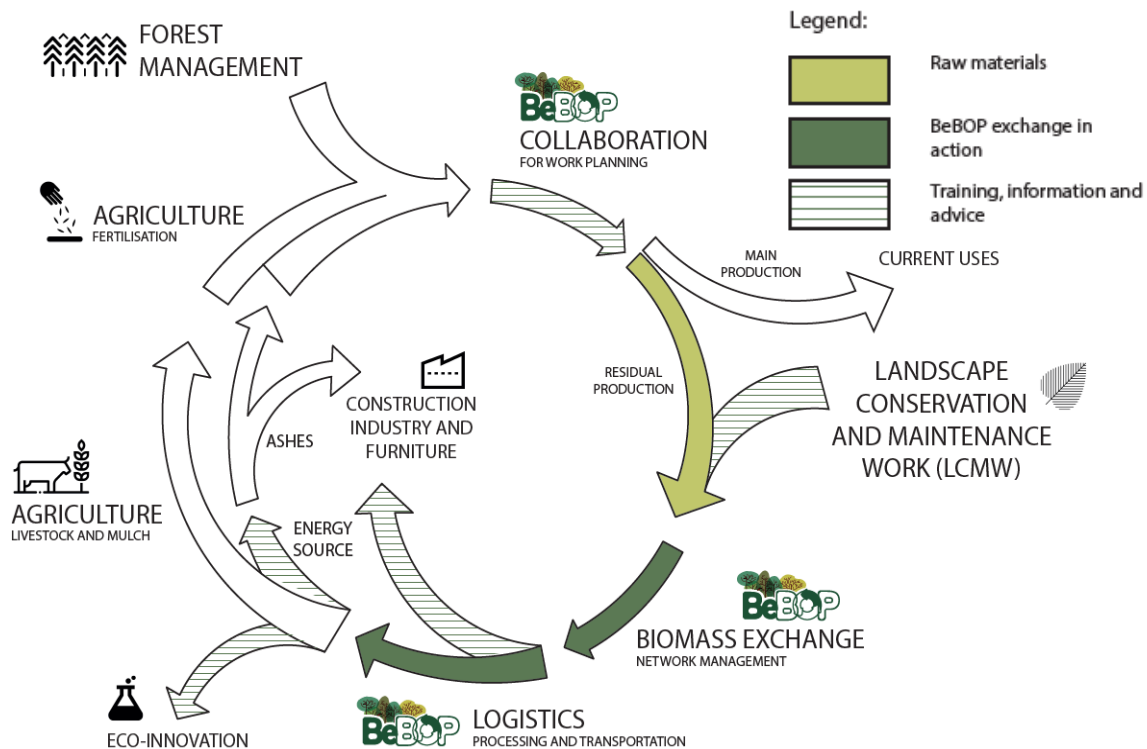 FOREST
MANAGEMENT
BeBOP
COLLABORATION
FOR WORK PLANNING
Legend:
Raw materials
BeBOP exchange in
action
Training, information and
advice
AGRICULTURE
FERTILISATION
MAIN
PRODUCTION
CURRENT USES
RESIDUAL
PRODUCTION
LANDSCAPE
CONSERVATION
AND MAINTENANCE
WORK (LCMW)
CONSTRUCTION
INDUSTRY AND
FURNITURE
ASHES
AGRICULTURE
LIVESTOCK AND MULCH
ENERGY
SOURCE
BeBOP
BIOMASS EXCHANGE
NETWORK MANAGEMENT
BeBOP
LOGISTICS
PROCESSING AND TRANSPORTATION
ECO-INNOVATION